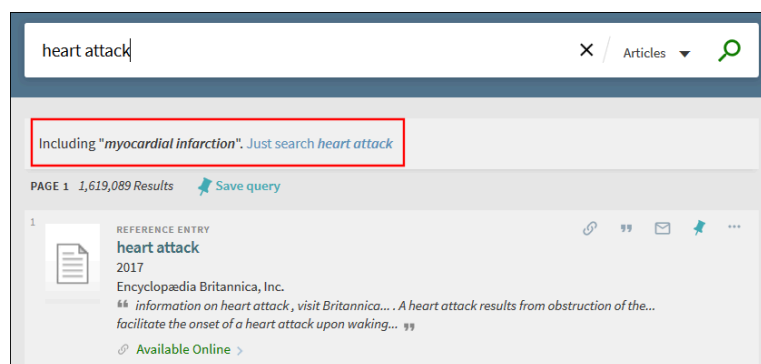 heart attack
Articles
Including "myocardial infarction". Just search heart attack
PAGE 1 1,619,089 Results Save query
1
REFERENCE ENTRY
heart attack
2017
Encyclopædia Britannica, Inc.
❝ information on heart attack , visit Britannica... . A heart attack results from obstruction of the...
facilitate the onset of a heart attack upon waking... ❞
Available Online >